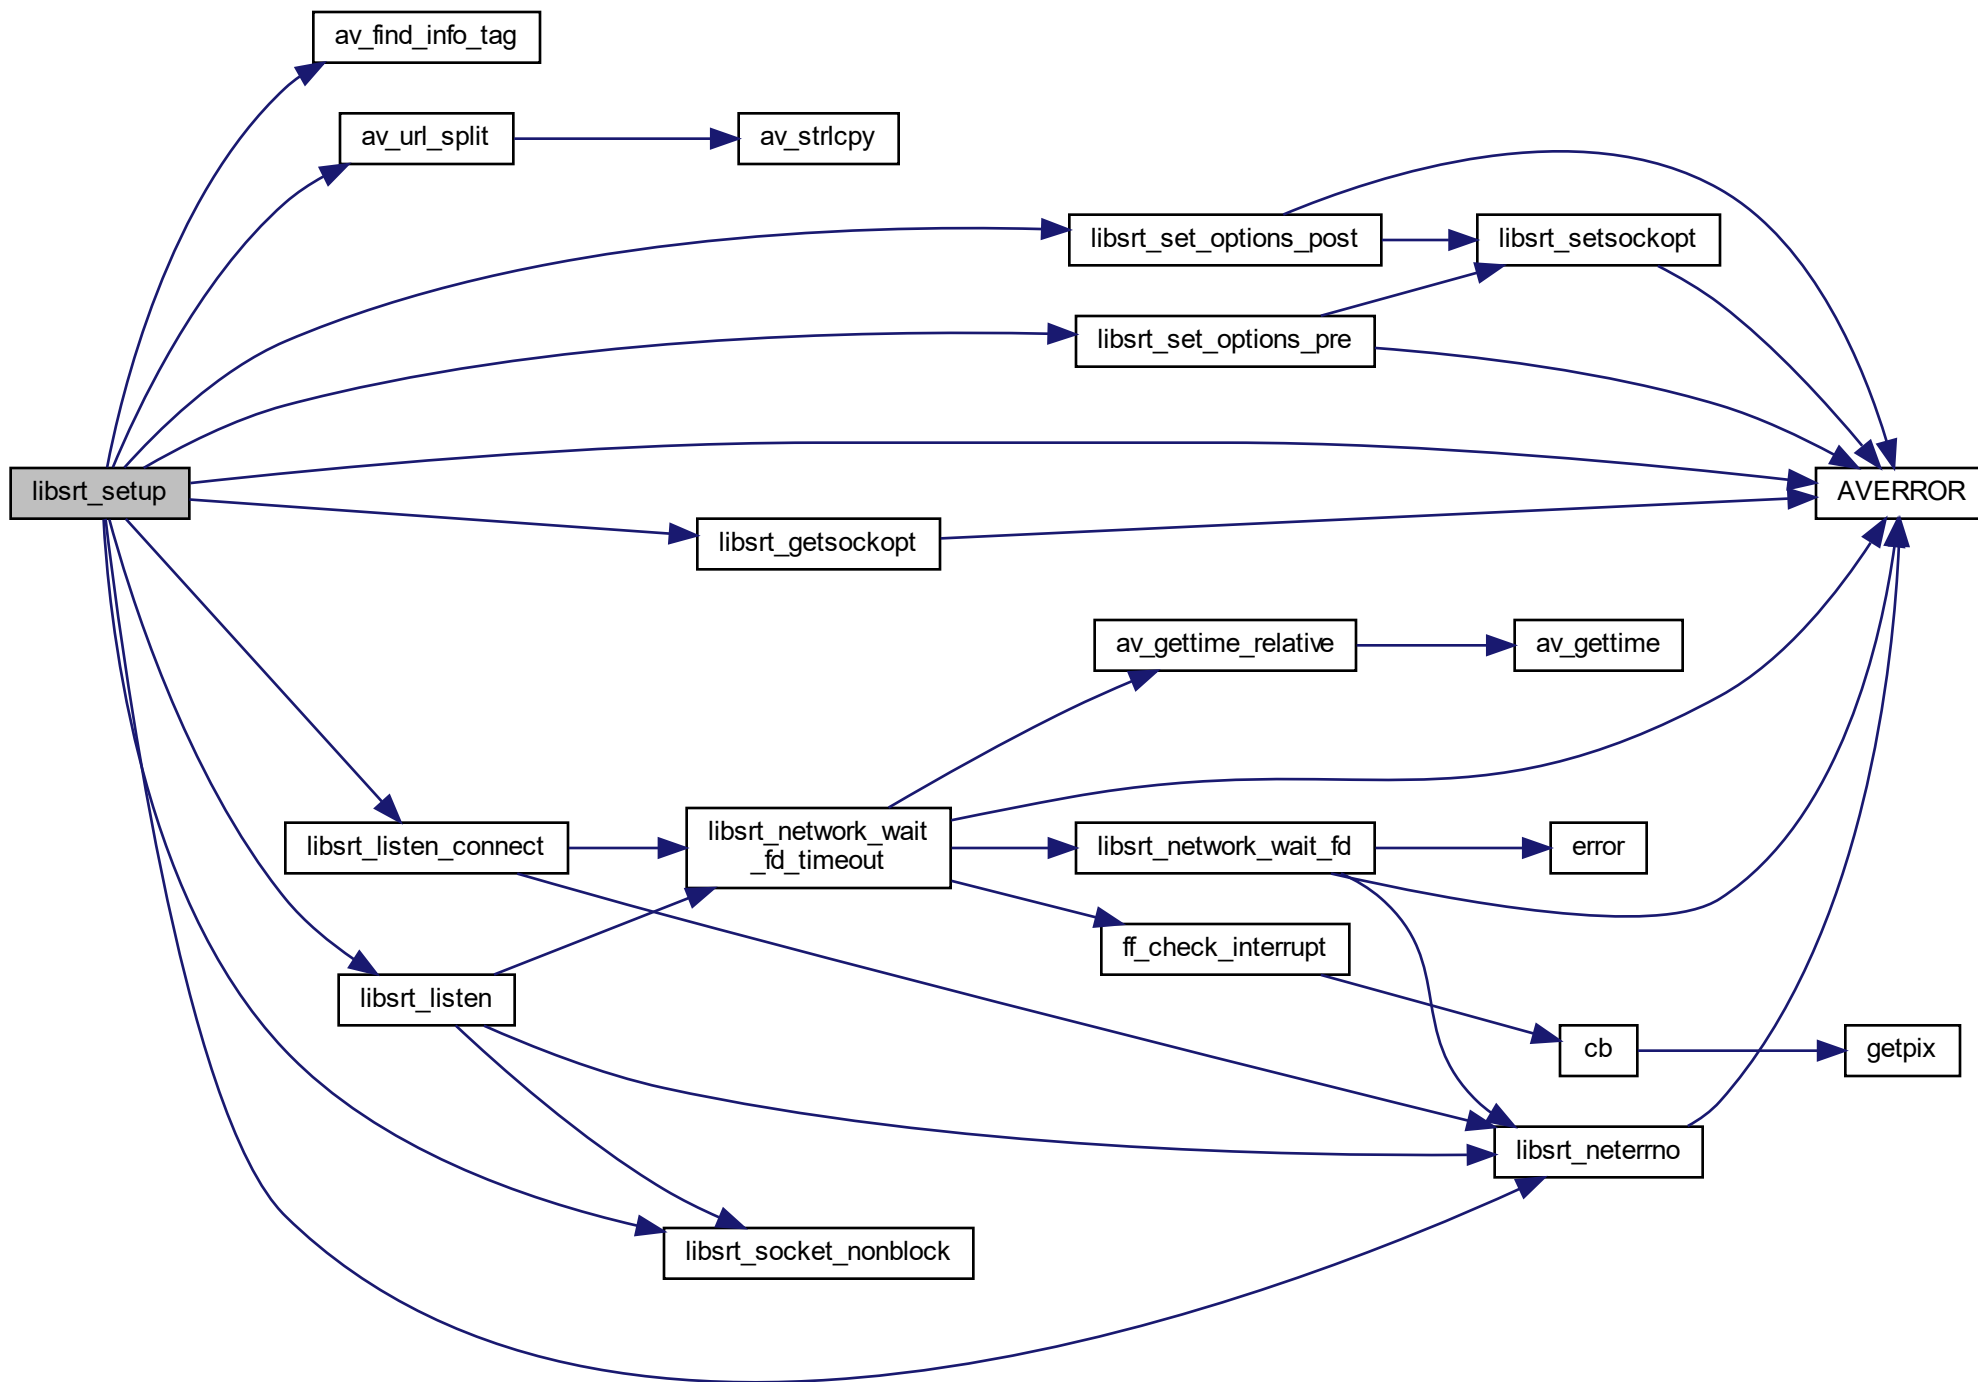 av_find_info_tag
av_url_split
av_strlcpy
libsrt_set_options_post
libsrt_setsockopt
libsrt_set_options_pre
libsrt_setup
AVERROR
libsrt_getsockopt
av_gettime_relative
av_gettime
libsrt_listen_connect
libsrt_network_wait
_fd_timeout
libsrt_network_wait_fd
error
ff_check_interrupt
libsrt_listen
cb
getpix
libsrt_neterrno
libsrt_socket_nonblock